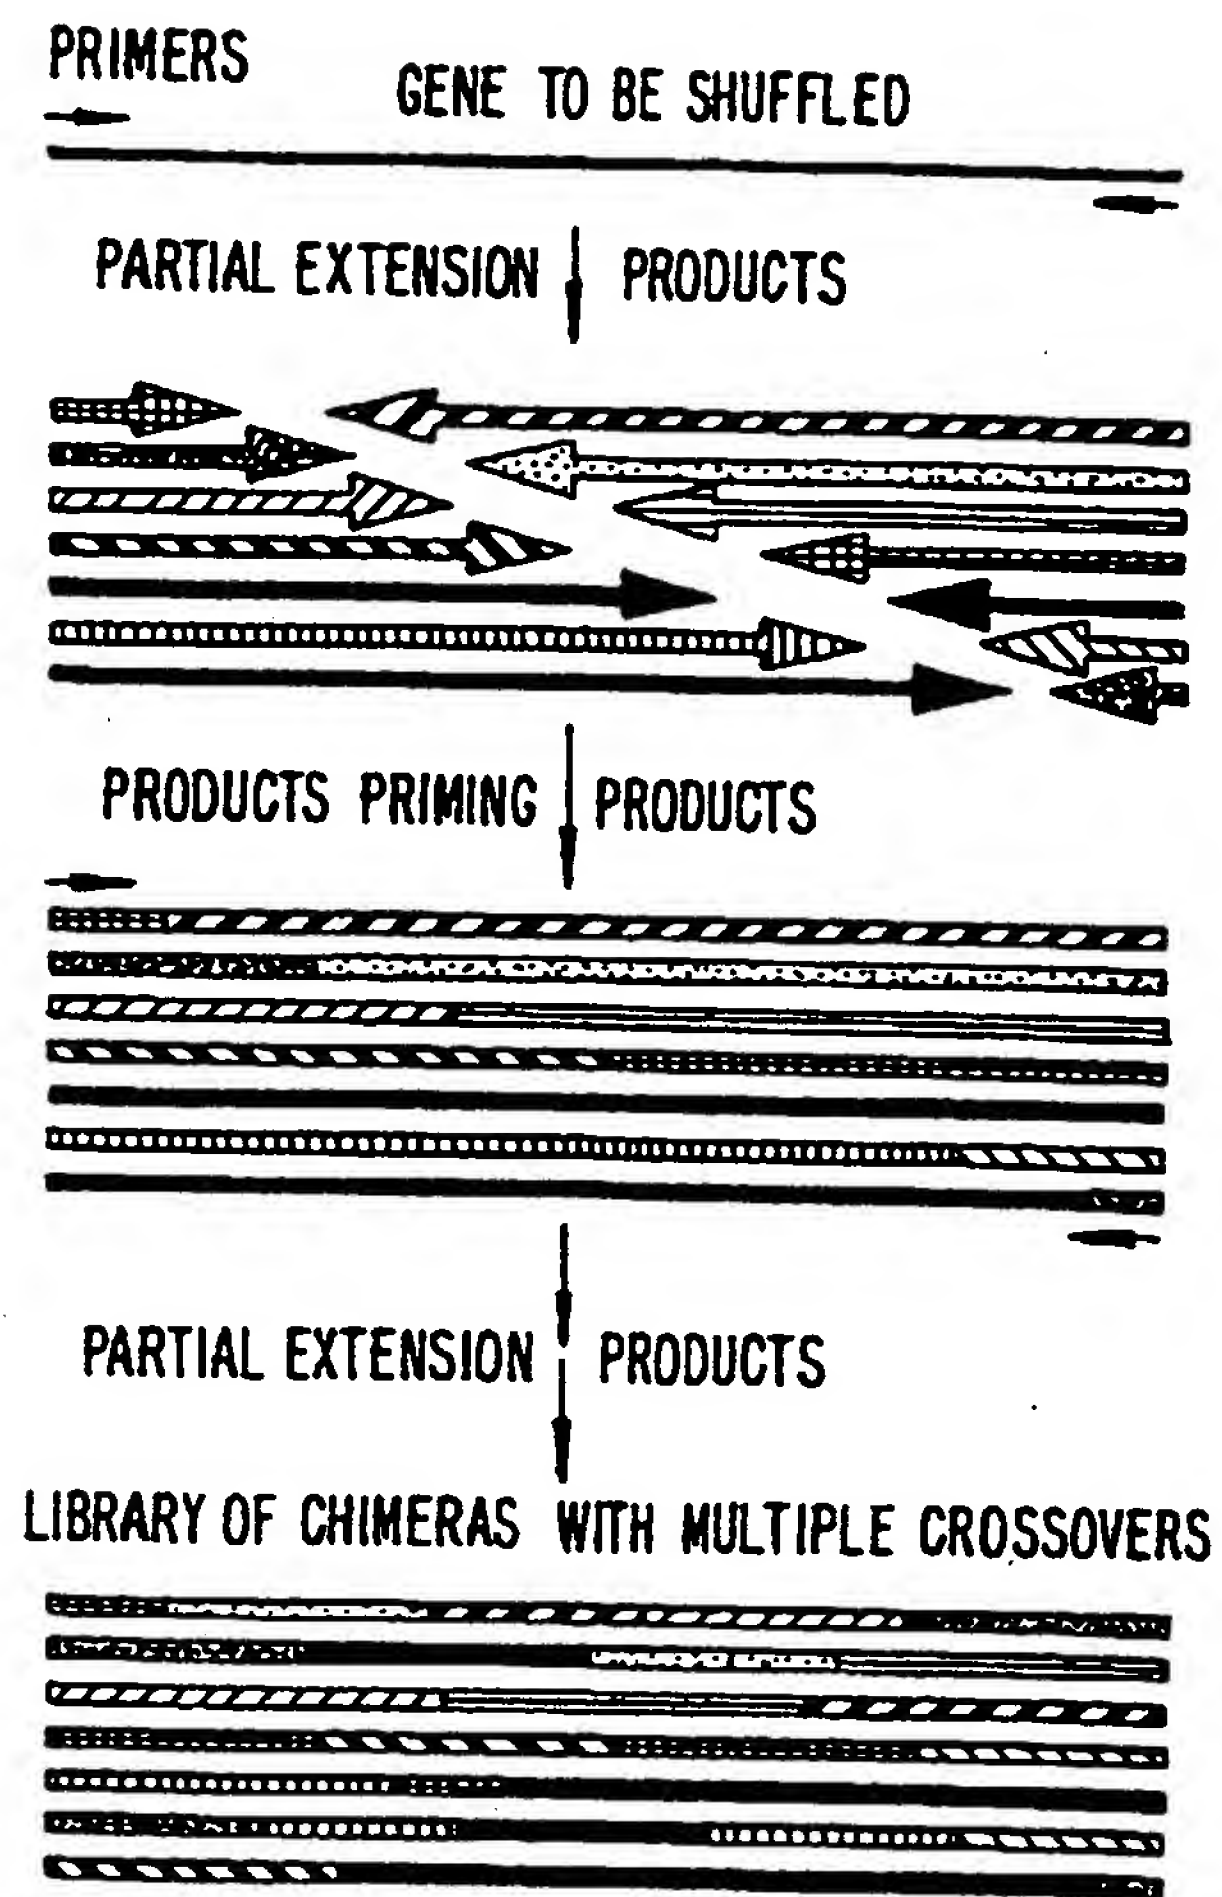 PRIMERS
GENE TO BE SHUFFLED
PARTIAL EXTENSION PRODUCTS
PRODUCTS PRIMING PRODUCTS
PARTIAL EXTENSION PRODUCTS
LIBRARY OF CHIMERAS WITH MULTIPLE CROSSOVERS